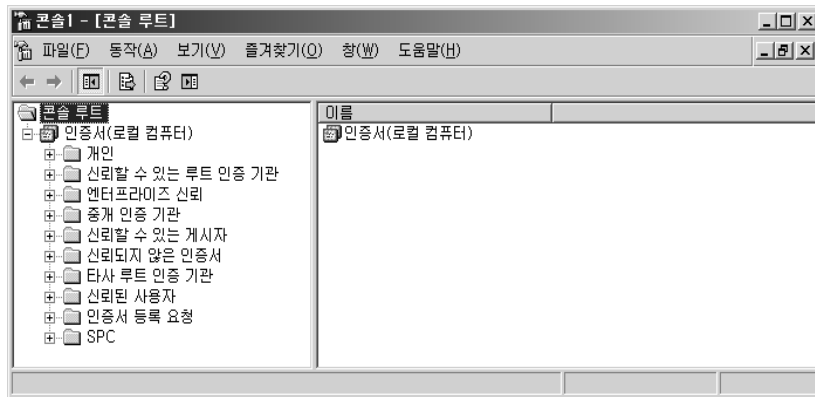 콘솔1 - [콘솔 루트]
파일(F) 동작(A) 보기(V) 즐겨찾기(O) 창(W) 도움말(H)
콘솔 루트
인증서(로컬 컴퓨터)
개인
신뢰할 수 있는 루트 인증 기관
엔터프라이즈 신뢰
중개 인증 기관
신뢰할 수 있는 게시자
신뢰되지 않은 인증서
타사 루트 인증 기관
신뢰된 사용자
인증서 등록 요청
SPC
이름
인증서(로컬 컴퓨터)